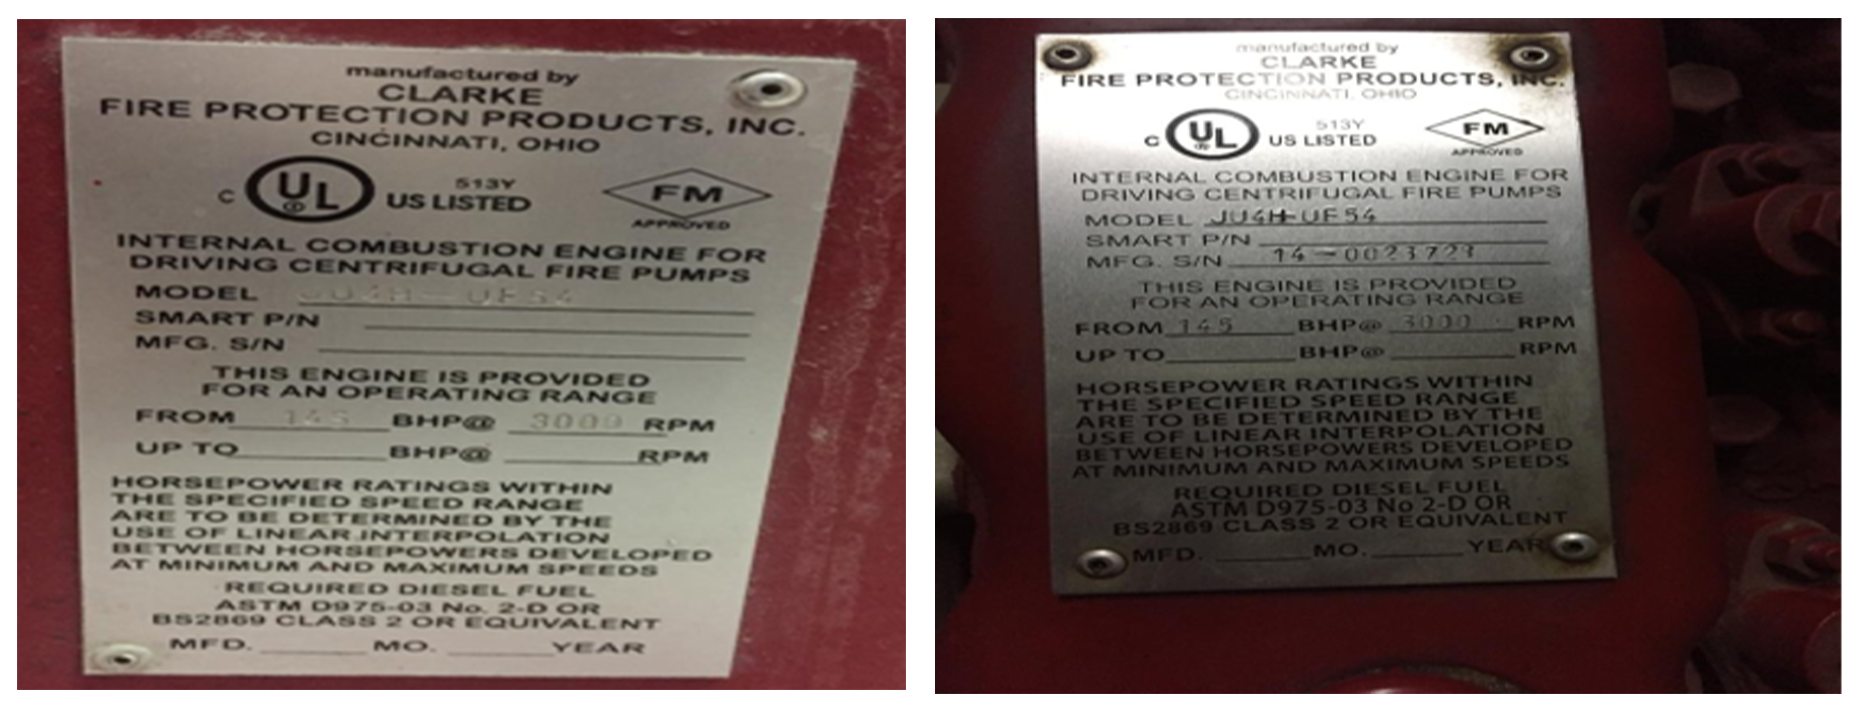 manufactured by
CLARKE
FIRE PROTECTION PRODUCTS, INC.
CINCINNATI, OHIO
C UL ® US LISTED 513Y
FM
APPROVED
INTERNAL COMBUSTION ENGINE FOR
DRIVING CENTRIFUGAL FIRE PUMPS
MODEL JU4H-UF54
SMART P/N
MFG. S/N
THIS ENGINE IS PROVIDED
FOR AN OPERATING RANGE
FROM 145 BHP@ 3000 RPM
UP TO BHP@ RPM
HORSEPOWER RATINGS WITHIN
THE SPECIFIED SPEED RANGE
ARE TO BE DETERMINED BY THE
USE OF LINEAR INTERPOLATION
BETWEEN HORSEPOWERS DEVELOPED
AT MINIMUM AND MAXIMUM SPEEDS
REQUIRED DIESEL FUEL
ASTM D975-03 No. 2-D OR
BS2869 CLASS 2 OR EQUIVALENT
MFD. MO. YEAR
manufactured by
CLARKE
FIRE PROTECTION PRODUCTS, INC.
CINCINNATI, OHIO
C UL ® US LISTED 513Y
FM
APPROVED
INTERNAL COMBUSTION ENGINE FOR
DRIVING CENTRIFUGAL FIRE PUMPS
MODEL JU4H-UF54
SMART P/N
MFG. S/N
THIS ENGINE IS PROVIDED
FOR AN OPERATING RANGE
FROM 145 BHP@ 3000 RPM
UP TO BHP@ RPM
HORSEPOWER RATINGS WITHIN
THE SPECIFIED SPEED RANGE
ARE TO BE DETERMINED BY THE
USE OF LINEAR INTERPOLATION
BETWEEN HORSEPOWERS DEVELOPED
AT MINIMUM AND MAXIMUM SPEEDS
REQUIRED DIESEL FUEL
ASTM D975-03 No 2-D OR
BS2869 CLASS 2 OR EQUIVALENT
MFD. MO. YEAR